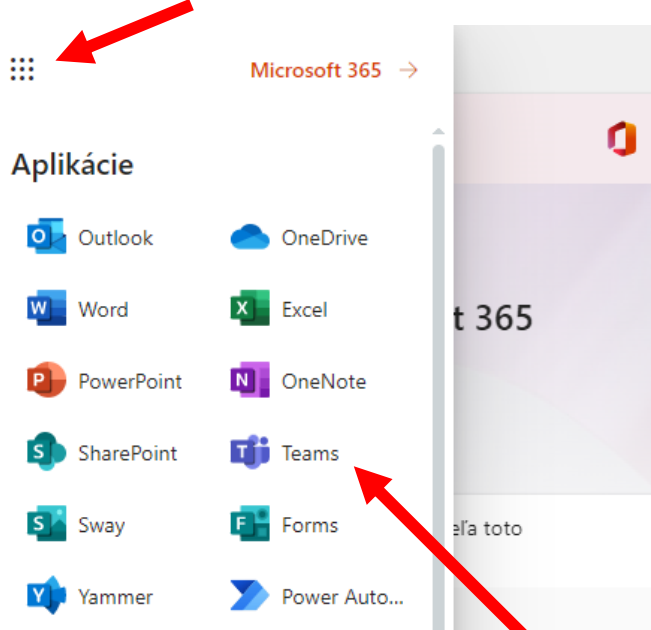 Microsoft 365 →
Aplikácie
Outlook
OneDrive
Word
Excel
t 365
PowerPoint
OneNote
SharePoint
Teams
Sway
Forms
eľa toto
Yammer
Power Auto...